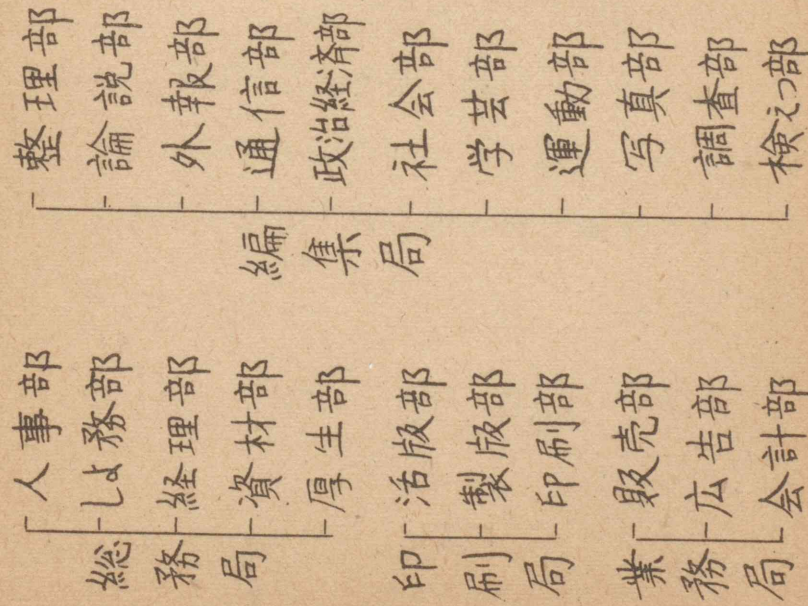 総務局
人事部
しよ務部
経理部
資材部
厚生部
印刷局
活版部
製版部
印刷部
業務局
販売部
広告部
会計部
編集局
整理部
論説部
外報部
通信部
政治経済部
社会部
学芸部
運動部
写真部
調査部
検えつ部